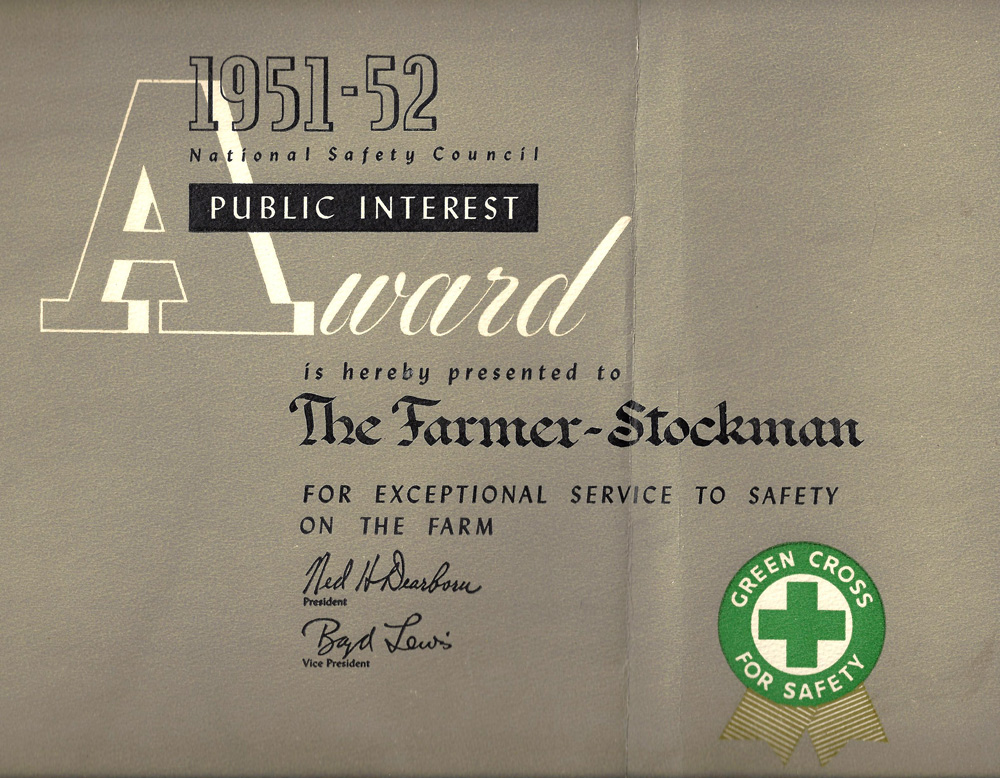 1951-52
National Safety Council
PUBLIC INTEREST
Award
is hereby presented to
The Farmer-Stockman
FOR EXCEPTIONAL SERVICE TO SAFETY
ON THE FARM
Ned H Dearborn
President
Boyd Lewis
Vice President
GREEN CROSS
FOR SAFETY